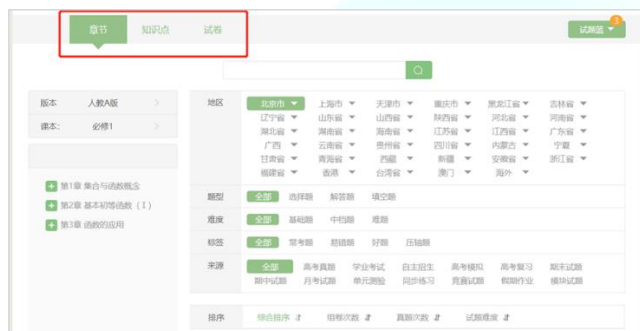 章节 知识点 试卷 试题篮 3
版本 人教A版
课本: 必修1
第1章 集合与函数概念
第2章 基本初等函数 (I)
第3章 函数的应用
地区 北京市 上海市 天津市 重庆市 黑龙江省 吉林省
辽宁省 山东省 山西省 陕西省 河北省 河南省
湖北省 湖南省 海南省 江苏省 江西省 广东省
广西 云南省 贵州省 四川省 内蒙古 宁夏
甘肃省 青海省 西藏 新疆 安徽省 浙江省
福建省 香港 台湾省 澳门 海外
题型 全部 选择题 解答题 填空题
难度 全部 基础题 中档题 难题
标签 全部 常考题 易错题 好题 压轴题
来源 全部 高考真题 学业考试 自主招生 高考模拟 高考复习 期末试题
期中试题 月考试题 单元测验 同步练习 竞赛试题 假期作业 模块试题
排序 综合排序 组卷次数 真题次数 试题难度